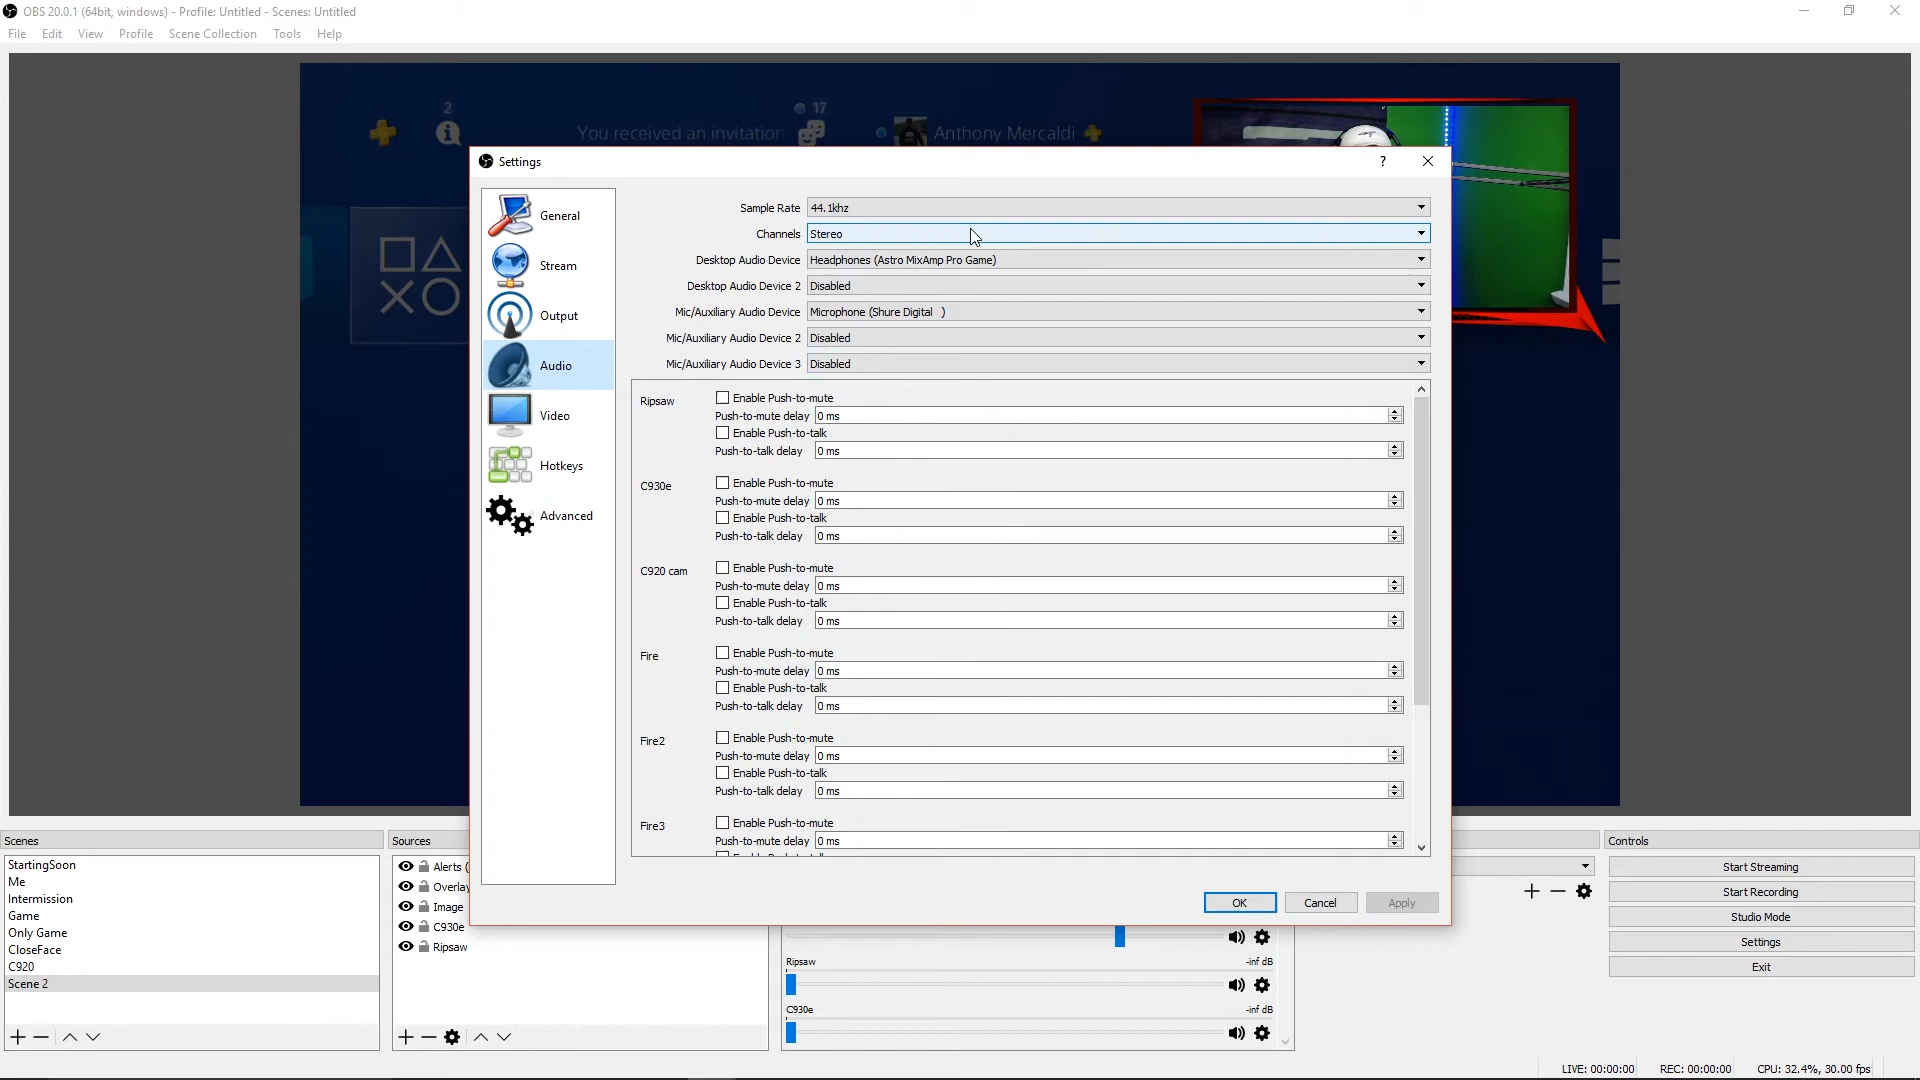 OBS 20.0.1 (64bit, windows) - Profile: Untitled - Scenes: Untitled
File Edit View Profile Scene Collection Tools Help
2
17
You received an invitation
Anthony Mercaldi
Settings
?
General
Stream
Output
Audio
Video
Hotkeys
Advanced
Sample Rate 44.1khz
Channels Stereo
Desktop Audio Device Headphones (Astro MixAmp Pro Game)
Desktop Audio Device 2 Disabled
Mic/Auxiliary Audio Device Microphone (Shure Digital )
Mic/Auxiliary Audio Device 2 Disabled
Mic/Auxiliary Audio Device 3 Disabled
Ripsaw
Enable Push-to-mute
Push-to-mute delay 0 ms
Enable Push-to-talk
Push-to-talk delay 0 ms
C930e
Enable Push-to-mute
Push-to-mute delay 0 ms
Enable Push-to-talk
Push-to-talk delay 0 ms
C920 cam
Enable Push-to-mute
Push-to-mute delay 0 ms
Enable Push-to-talk
Push-to-talk delay 0 ms
Fire
Enable Push-to-mute
Push-to-mute delay 0 ms
Enable Push-to-talk
Push-to-talk delay 0 ms
Fire2
Enable Push-to-mute
Push-to-mute delay 0 ms
Enable Push-to-talk
Push-to-talk delay 0 ms
Fire3
Enable Push-to-mute
Push-to-mute delay 0 ms
OK Cancel Apply
Scenes
StartingSoon
Me
Intermission
Game
Only Game
CloseFace
C920
Scene 2
Sources
Alerts (
Overlay
Image
C930e
Ripsaw
Ripsaw -inf dB
C930e -inf dB
Controls
Start Streaming
Start Recording
Studio Mode
Settings
Exit
LIVE: 00:00:00 REC: 00:00:00 CPU: 32.4%, 30.00 fps